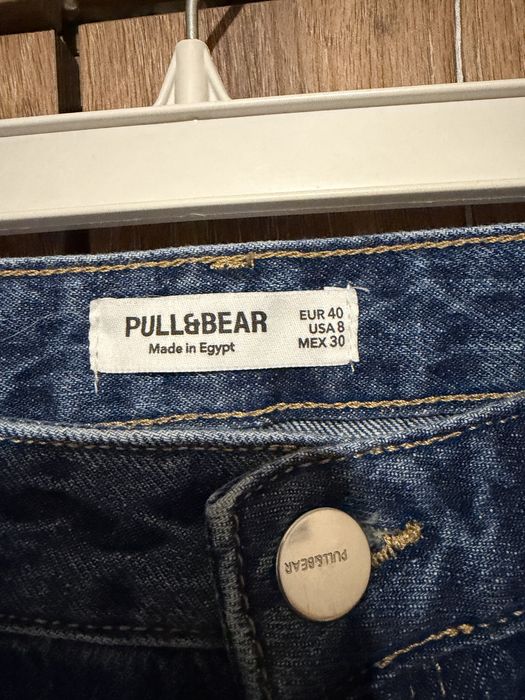 PULL&BEAR
Made in Egypt
EUR 40
USA 8
MEX 30
PULL&BEAR